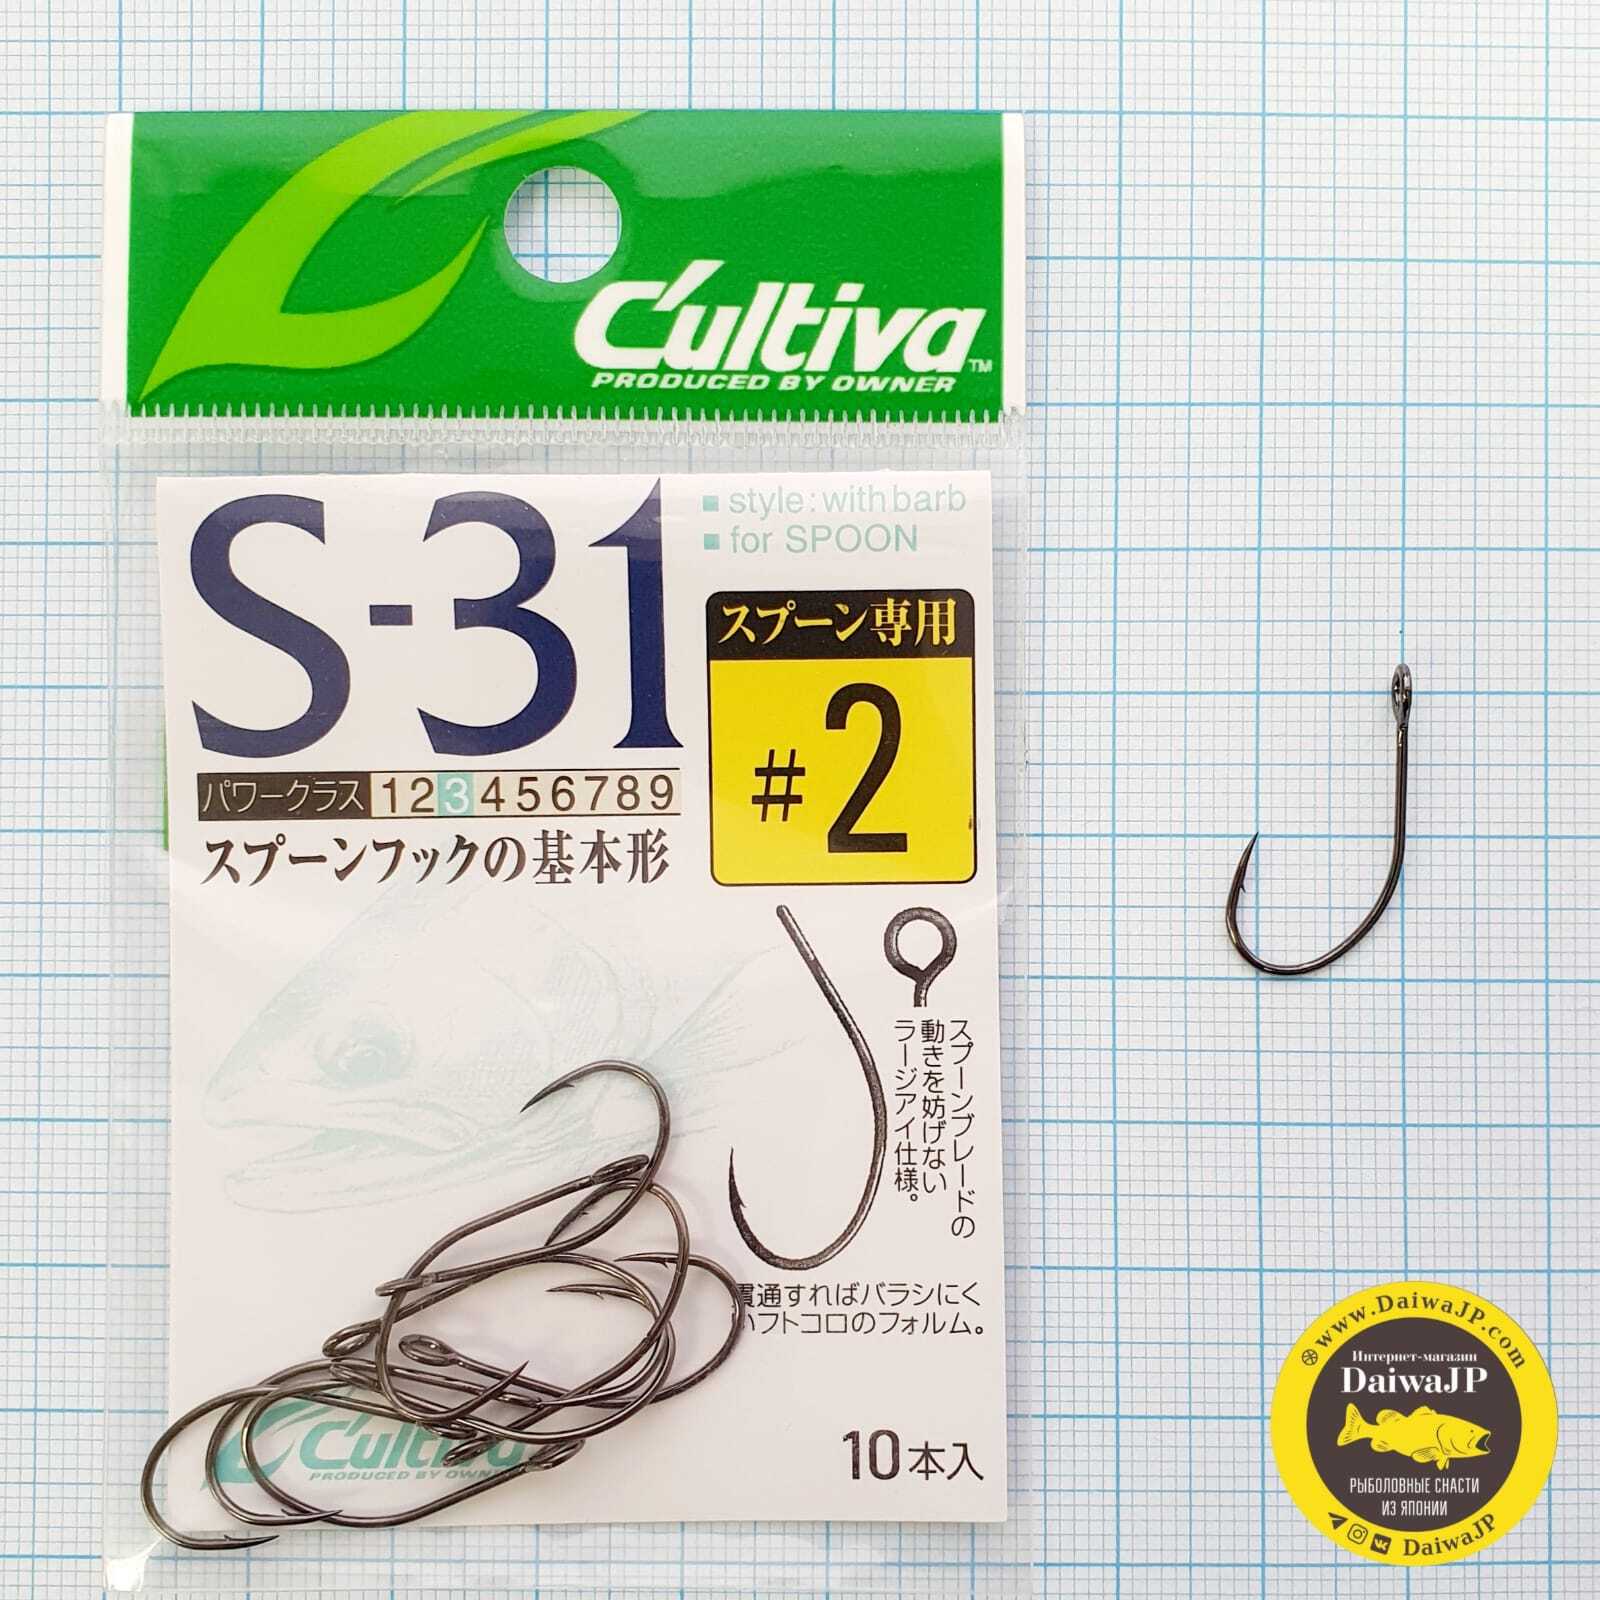 C'ultiva™
PRODUCED BY OWNER
S-31
■ style: with barb
■ for SPOON
スプーン専用
#2
パワークラス 123456789
スプーンフックの基本形
スプーンブレードの
動きを妨げない
ラージアイ仕様。
貫通すればバラシにく
いフトコロのフォルム。
C'ultiva
PRODUCED BY OWNER
10本入
www.DaiwaJP.com
Интернет-магазин
DaiwaJP
РЫБОЛОВНЫЕ СНАСТИ
ИЗ ЯПОНИИ
DaiwaJP